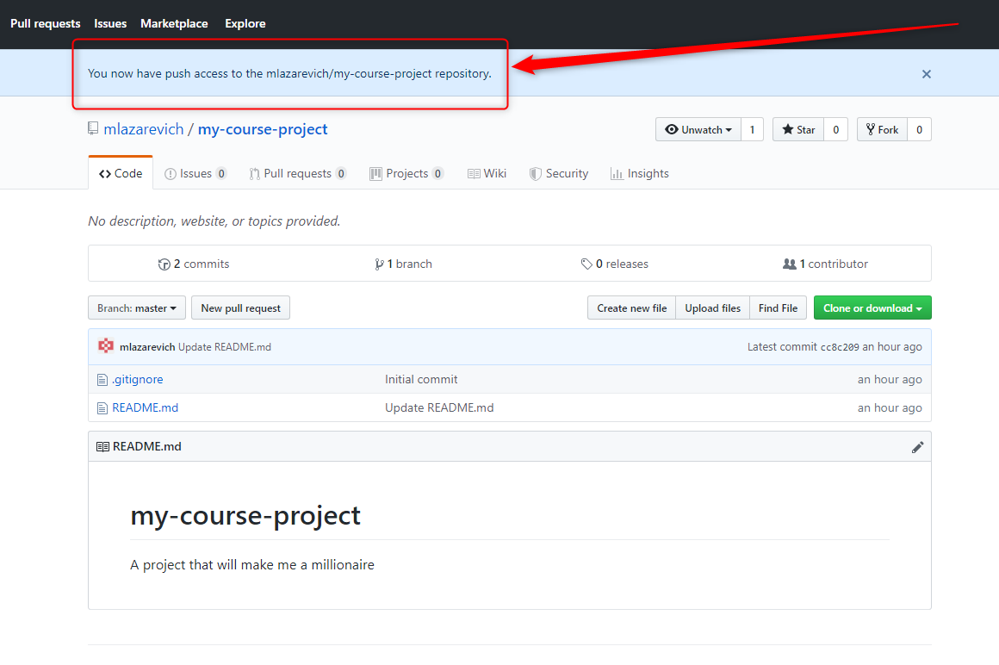 Pull requests Issues Marketplace Explore
You now have push access to the mlazarevich/my-course-project repository.
mlazarevich / my-course-project
Unwatch 1 Star 0 Fork 0
Code Issues 0 Pull requests 0 Projects 0 Wiki Security Insights
No description, website, or topics provided.
2 commits 1 branch 0 releases 1 contributor
Branch: master New pull request Create new file Upload files Find File Clone or download
mlazarevich Update README.md Latest commit cc8c209 an hour ago
.gitignore Initial commit an hour ago
README.md Update README.md an hour ago
README.md
my-course-project
A project that will make me a millionaire